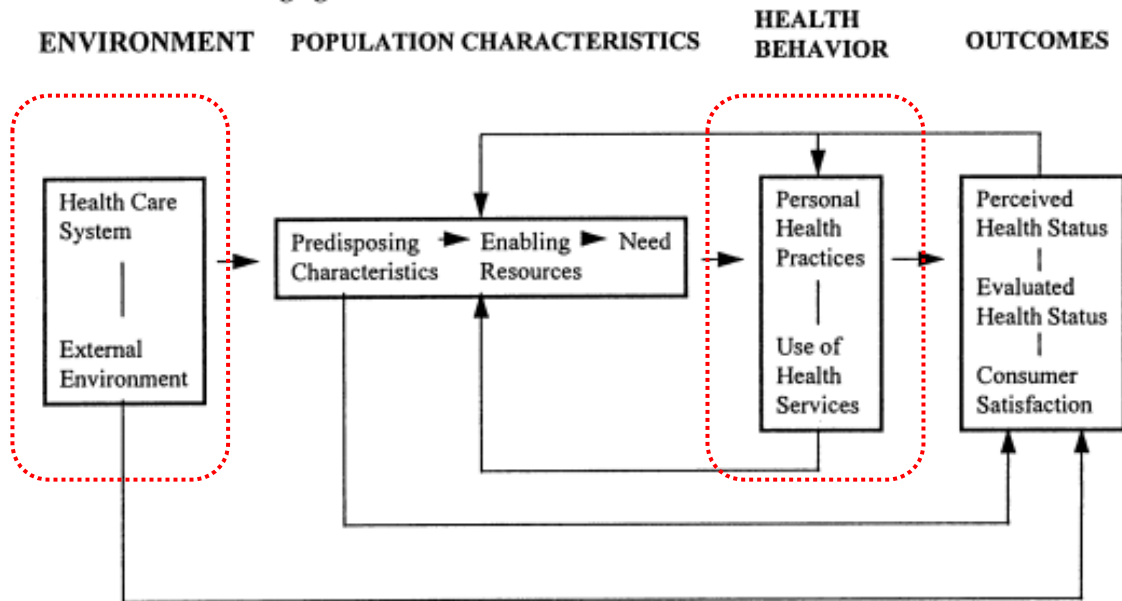 ENVIRONMENT
POPULATION CHARACTERISTICS
HEALTH
BEHAVIOR
OUTCOMES
Health Care
System
External
Environment
Predisposing
Characteristics
Enabling
Resources
Need
Personal
Health
Practices
Use of
Health
Services
Perceived
Health Status
Evaluated
Health Status
Consumer
Satisfaction